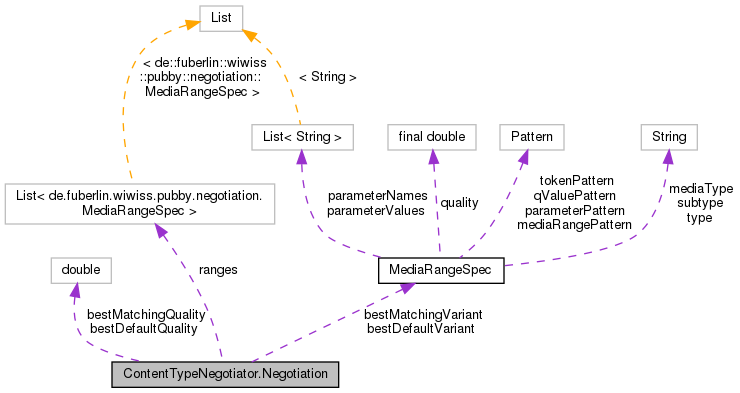 List
< de::fuberlin::wiwiss
::pubby::negotiation::
MediaRangeSpec >
< String >
List< String >
final double
Pattern
String
List< de.fuberlin.wiwiss.pubby.negotiation.
MediaRangeSpec >
parameterNames
parameterValues
quality
tokenPattern
qValuePattern
parameterPattern
mediaRangePattern
mediaType
subtype
type
double
ranges
MediaRangeSpec
bestMatchingQuality
bestDefaultQuality
bestMatchingVariant
bestDefaultVariant
ContentTypeNegotiator.Negotiation